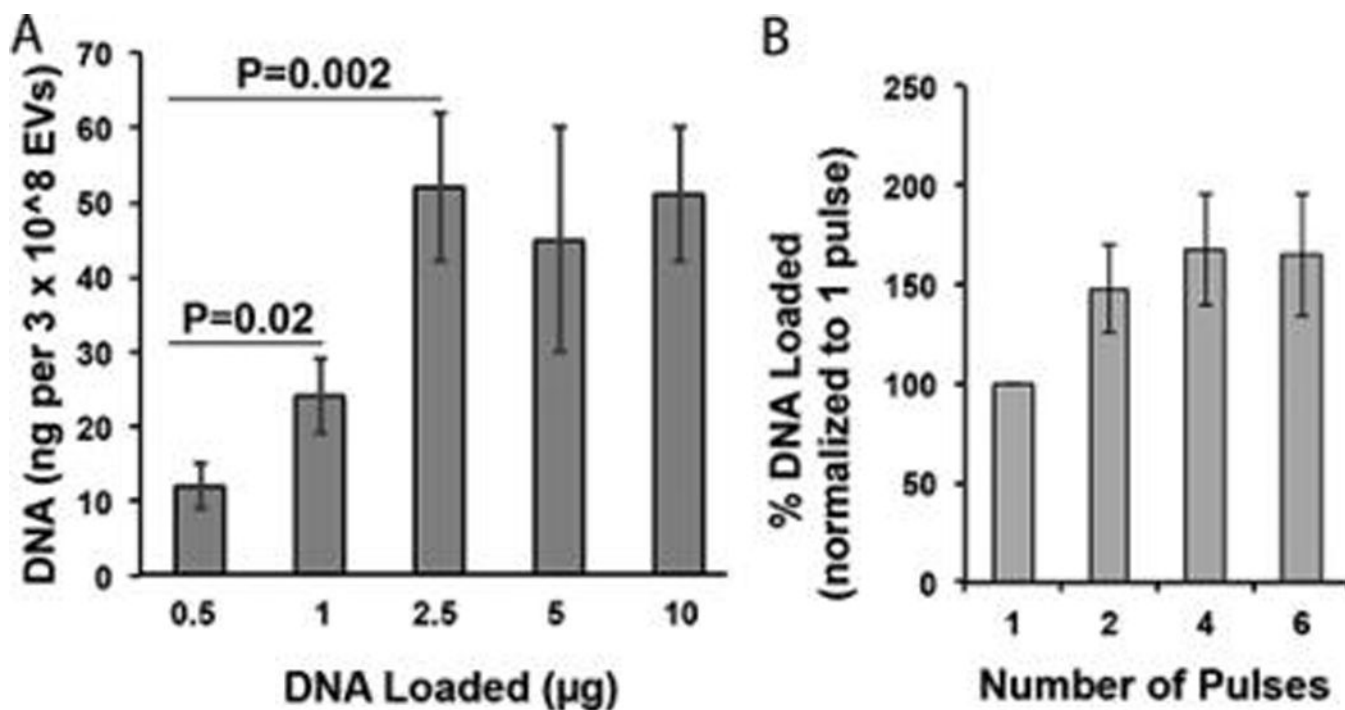 A
70
60
50
40
30
20
10
0
DNA (ng per 3 x 10^8 EVs)
P=0.002
P=0.02
0.5 1 2.5 5 10
DNA Loaded (µg)
B
250
200
150
100
50
0
% DNA Loaded
(normalized to 1 pulse)
1 2 4 6
Number of Pulses